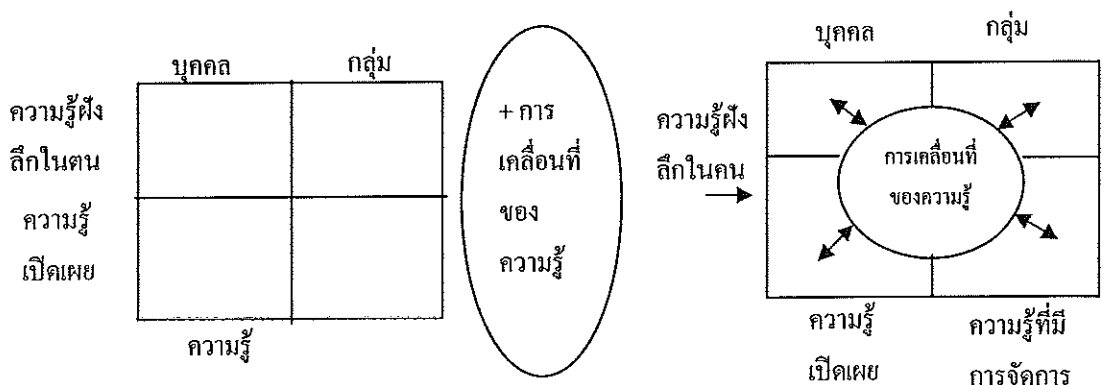 บุคคล กลุ่ม
ความรู้ฝัง
ลึกในตน
ความรู้
เปิดเผย
ความรู้
+ การ
เคลื่อนที่
ของ
ความรู้
บุคคล กลุ่ม
ความรู้ฝัง
ลึกในคน
การเคลื่อนที่
ของความรู้
ความรู้
เปิดเผย
ความรู้ที่มี
การจัดการ